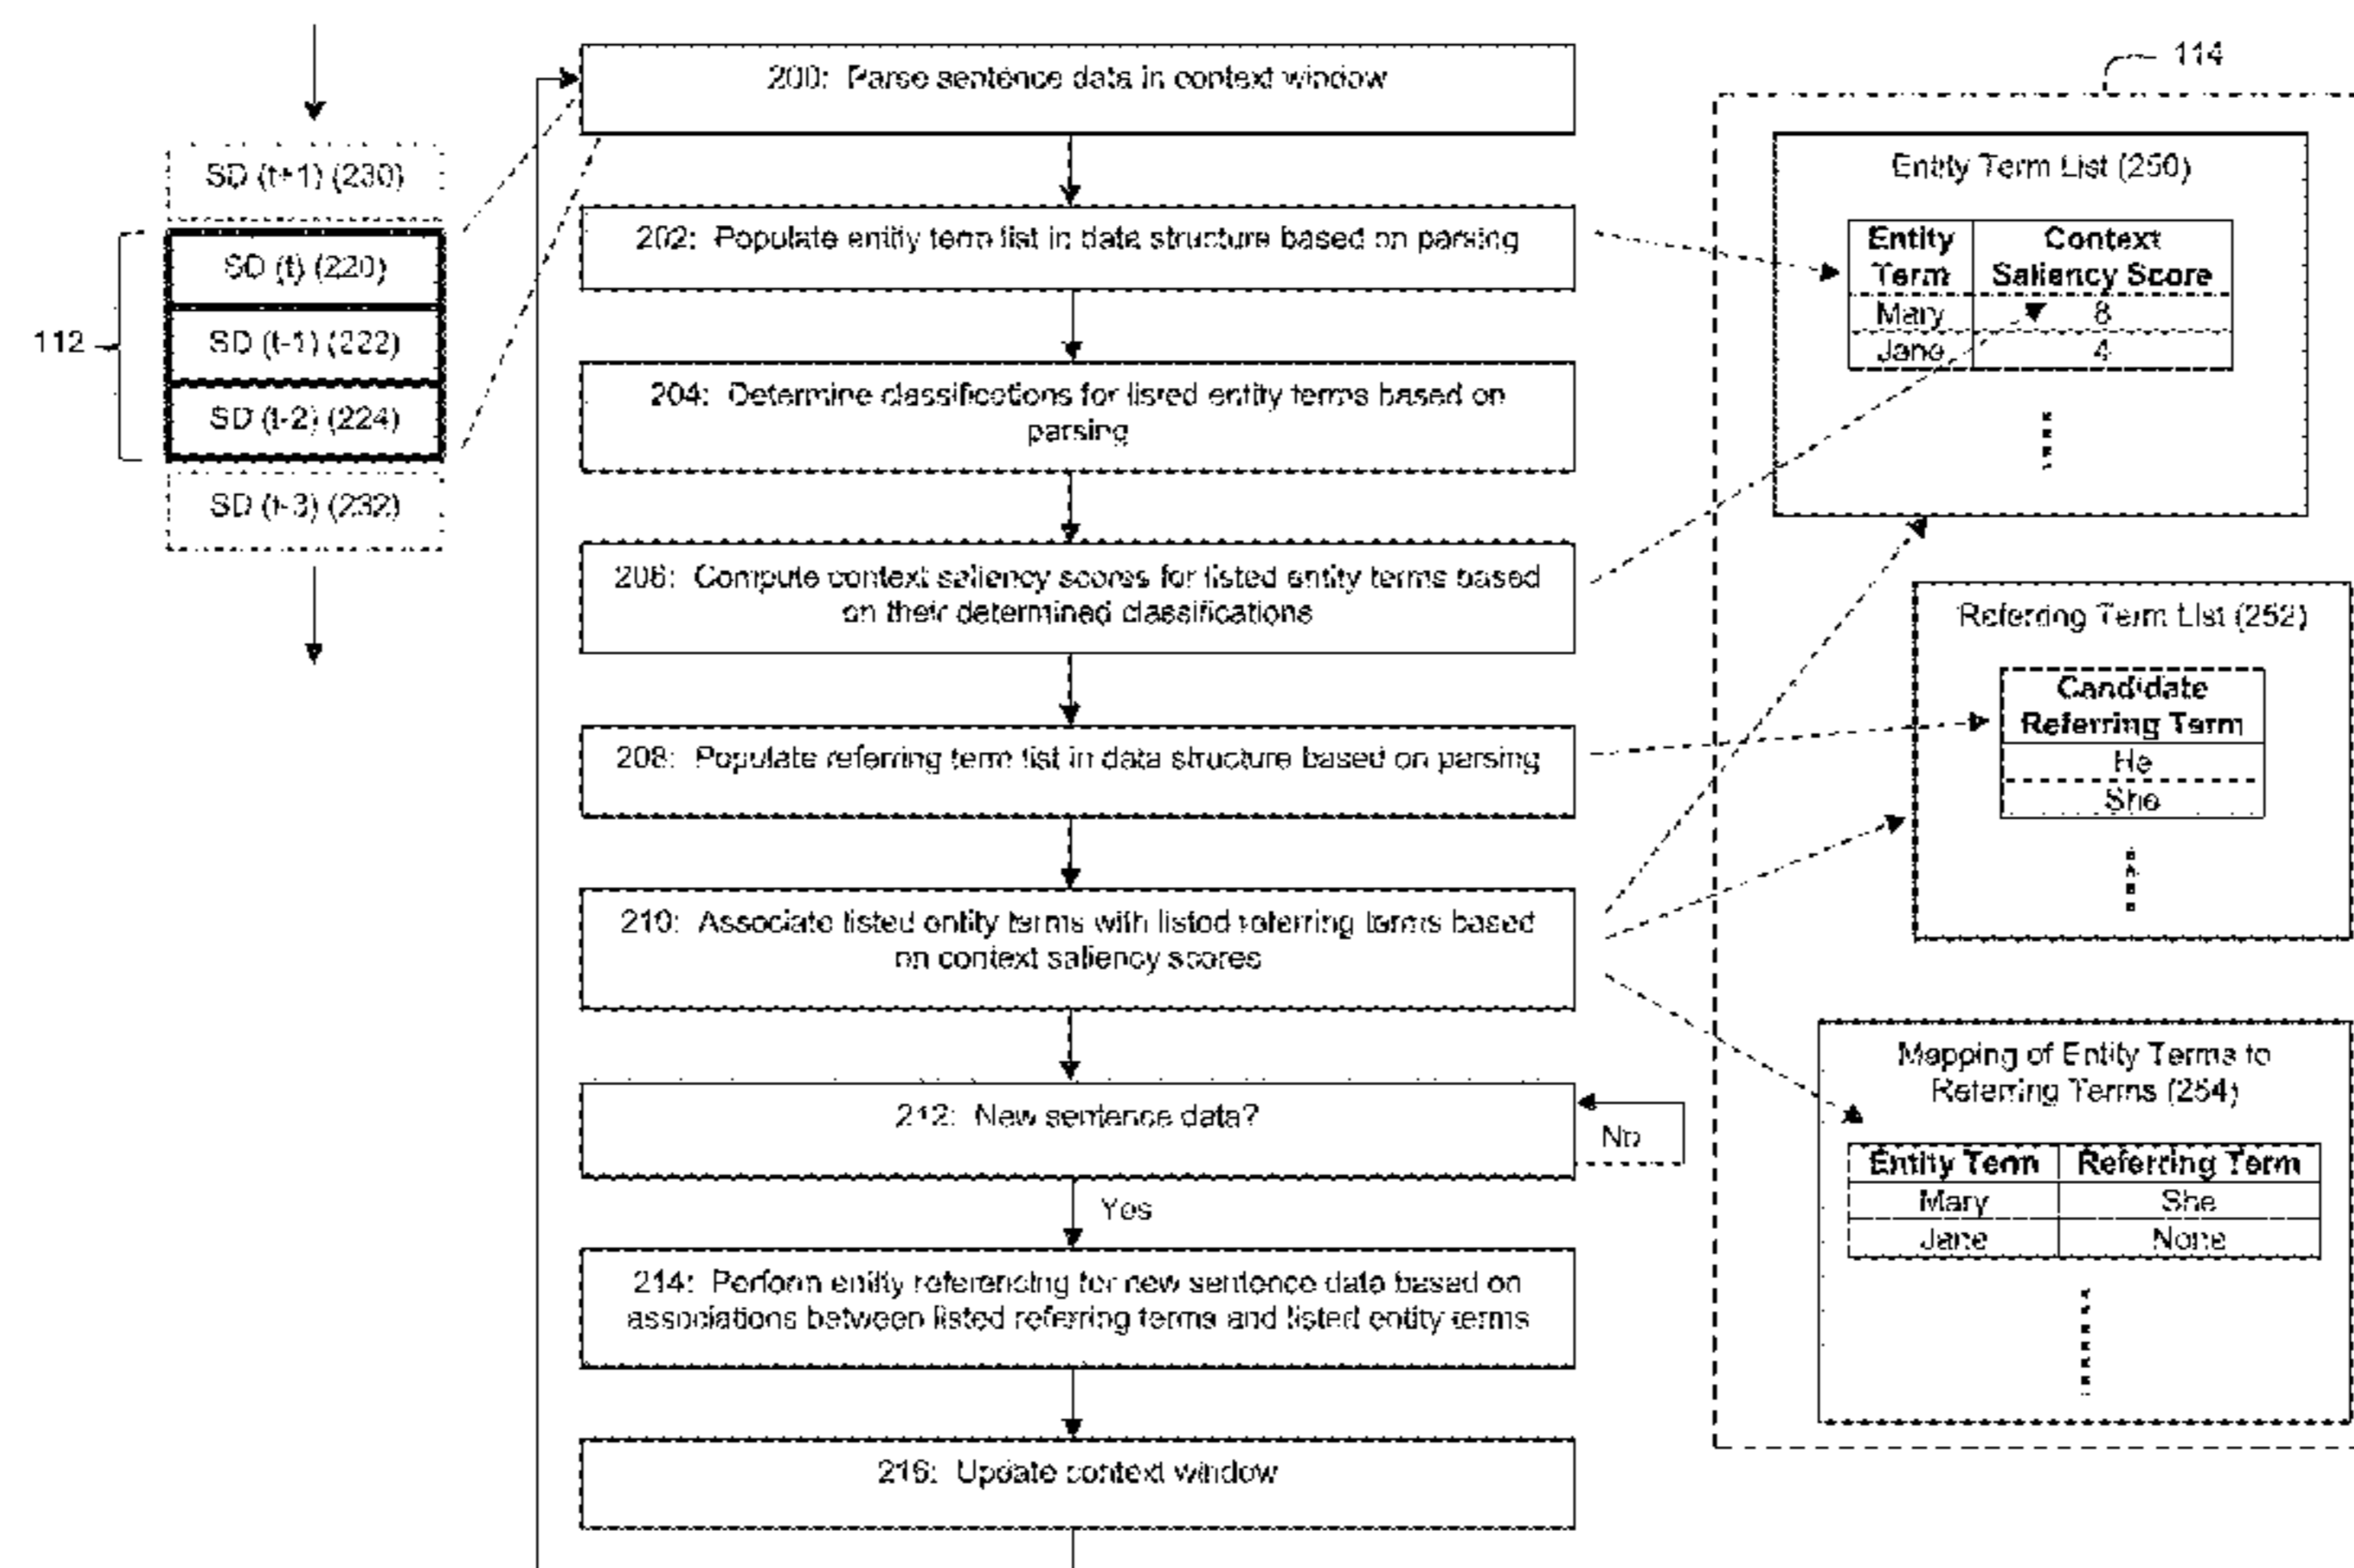 SD (t+1) (230)
112
SD (t) (220)
SD (t-1) (222)
SD (t-2) (224)
SD (t-3) (232)
200: Parse sentence data in context window
202: Populate entity term list in data structure based on parsing
204: Determine classifications for listed entity terms based on
parsing
206: Compute context saliency scores for listed entity terms based
on their determined classifications
208: Populate referring term list in data structure based on parsing
210: Associate listed entity terms with listed referring terms based
on context saliency scores
212: New sentence data?
No
Yes
214: Perform entity referencing for new sentence data based on
associations between listed referring terms and listed entity terms
216: Update context window
114
Entity Term List (250)
Entity Context
Term Saliency Score
Mary 8
Jane 4
Referring Term List (252)
Candidate
Referring Term
He
She
Mapping of Entity Terms to
Referring Terms (254)
Entity Term Referring Term
Mary She
Jane None